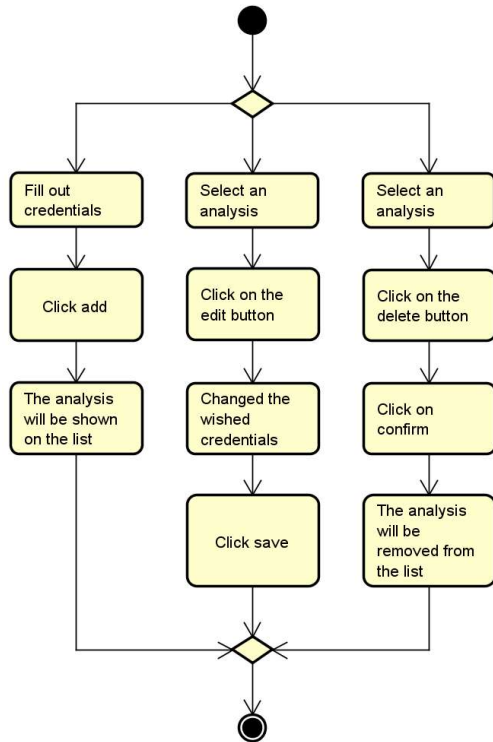 Fill out
credentials
Click add
The analysis
will be shown
on the list
Select an
analysis
Click on the
edit button
Changed the
wished
credentials
Click save
Select an
analysis
Click on the
delete button
Click on
confirm
The analysis
will be
removed from
the list